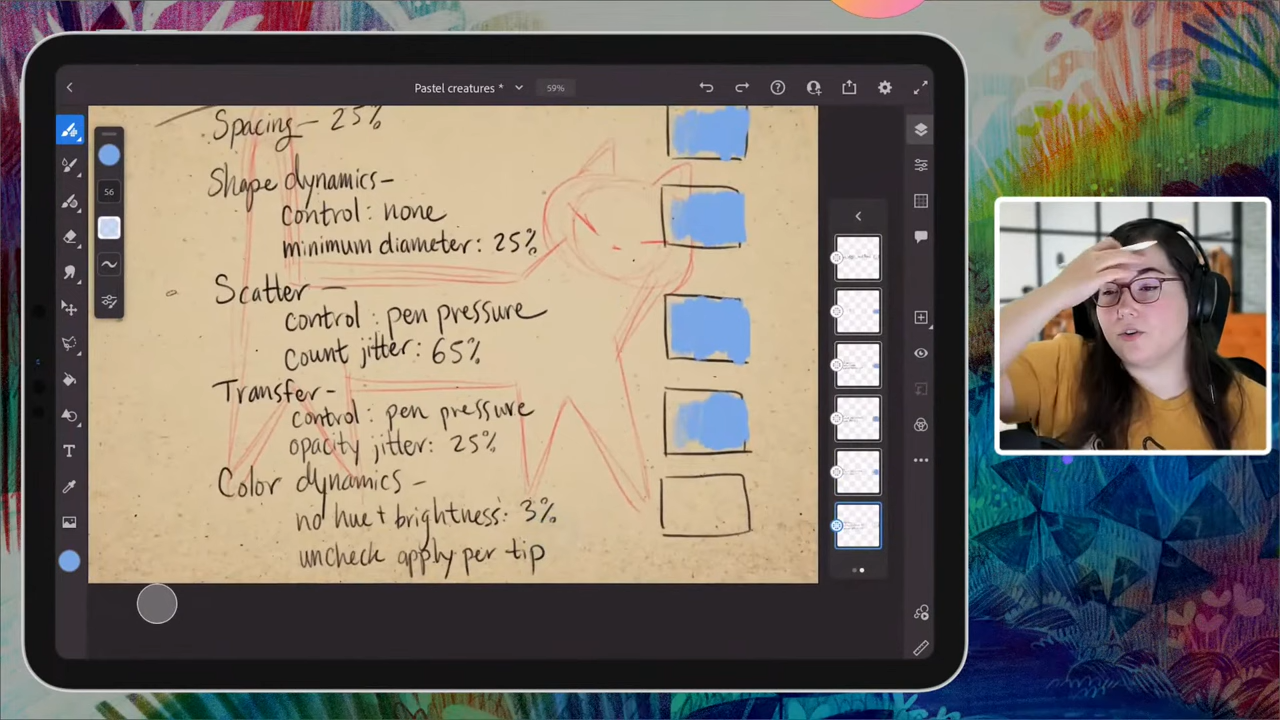 Pastel creatures *
59%
56
Spacing – 25%
Shape dynamics –
control: none
minimum diameter: 25%
Scatter –
control: pen pressure
count jitter: 65%
Transfer –
control: pen pressure
opacity jitter: 25%
Color dynamics –
no hue + brightness: 3%
uncheck apply per tip
T